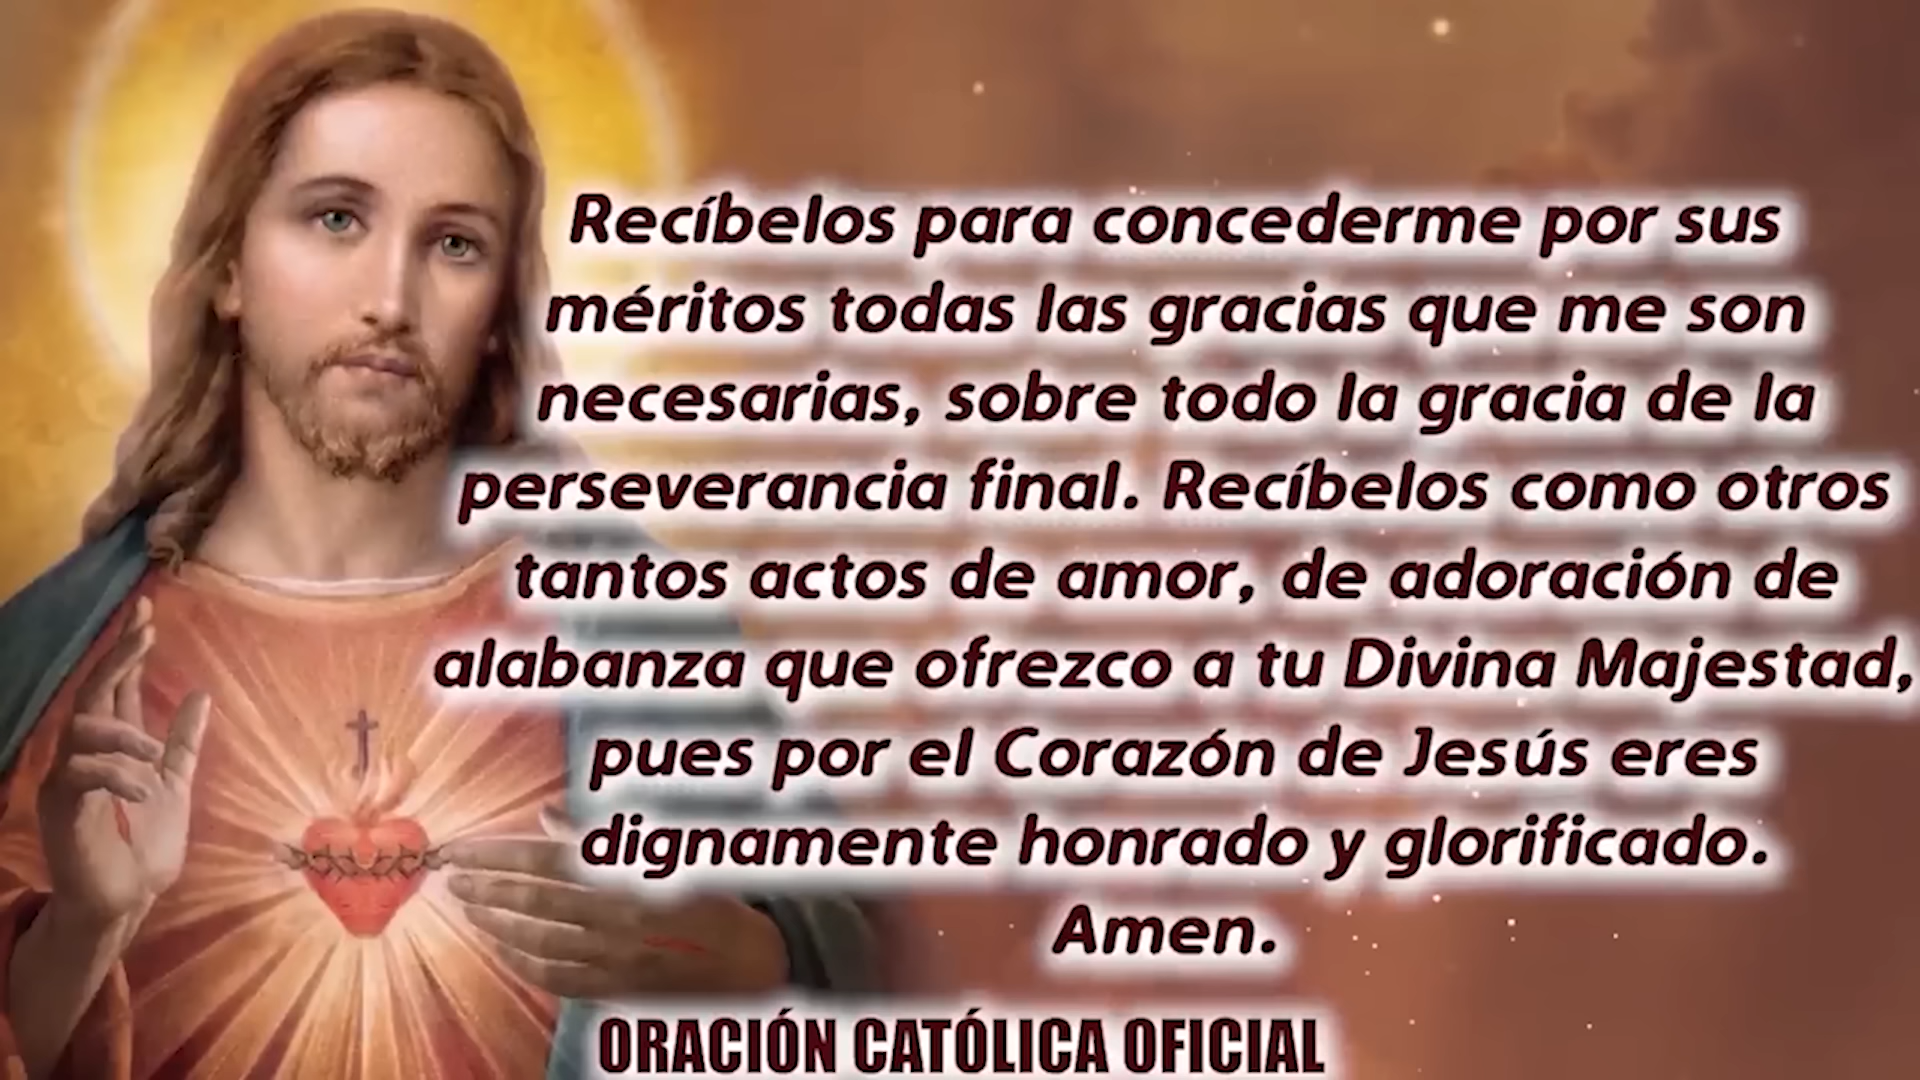 Recíbelos para concederme por sus
méritos todas las gracias que me son
necesarias, sobre todo la gracia de la
perseverancia final. Recíbelos como otros
tantos actos de amor, de adoración de
alabanza que ofrezco a tu Divina Majestad,
pues por el Corazón de Jesús eres
dignamente honrado y glorificado.
Amen.
ORACIÓN CATÓLICA OFICIAL